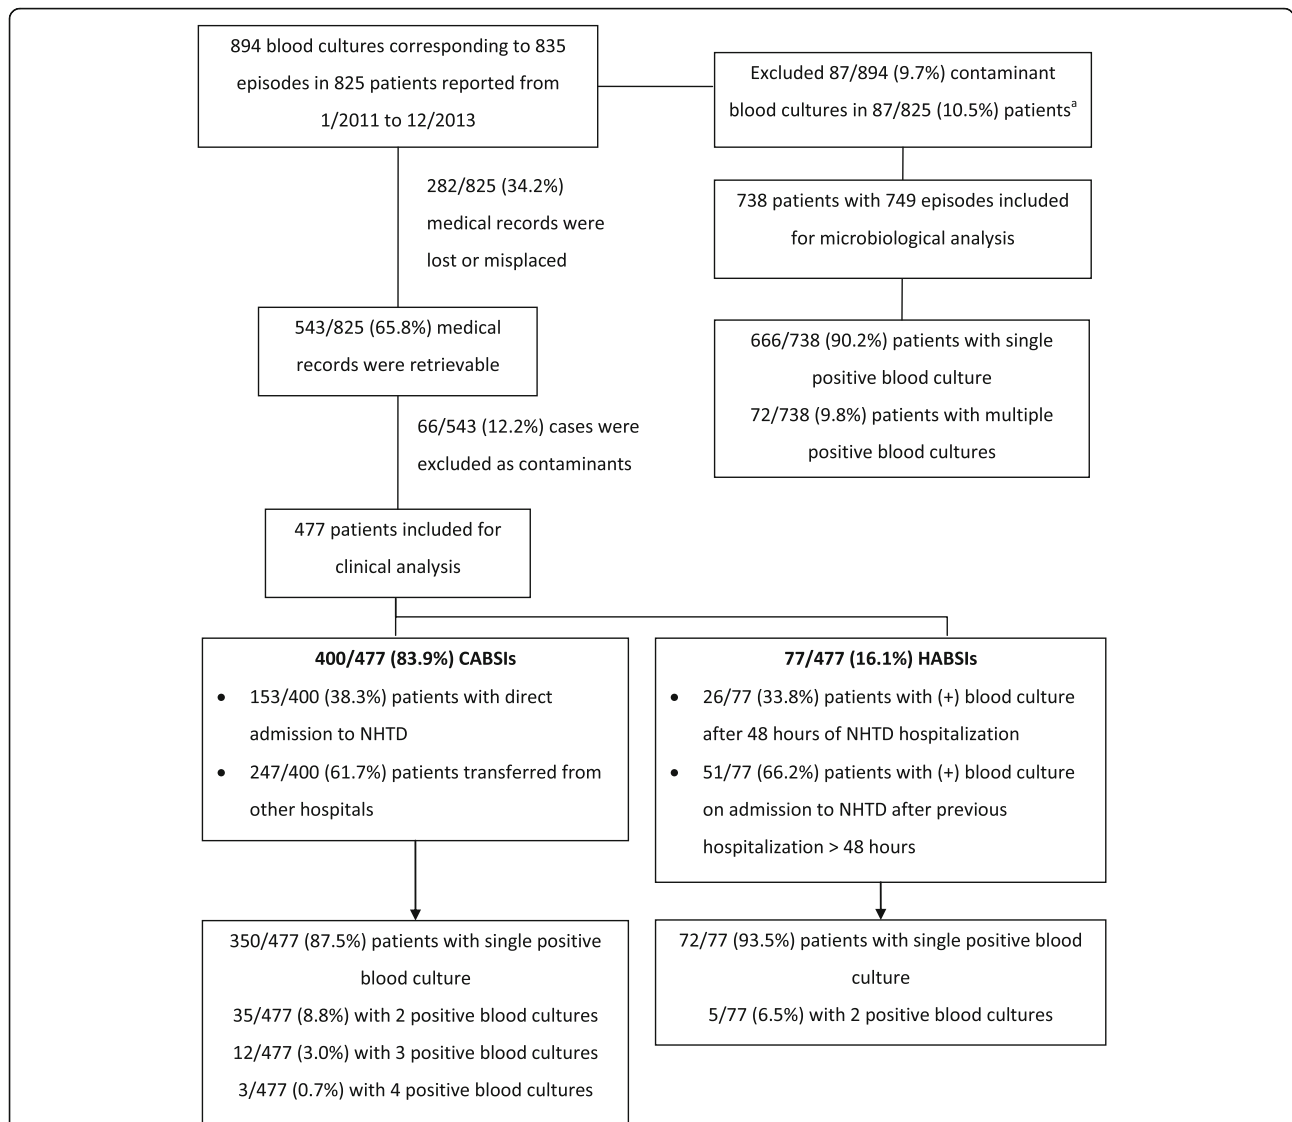 894 blood cultures corresponding to 835
episodes in 825 patients reported from
1/2011 to 12/2013
Excluded 87/894 (9.7%) contaminant
blood cultures in 87/825 (10.5%) patientsᵃ
282/825 (34.2%)
medical records were
lost or misplaced
738 patients with 749 episodes included
for microbiological analysis
543/825 (65.8%) medical
records were retrievable
666/738 (90.2%) patients with single
positive blood culture
72/738 (9.8%) patients with multiple
positive blood cultures
66/543 (12.2%) cases were
excluded as contaminants
477 patients included for
clinical analysis
400/477 (83.9%) CABSIs
• 153/400 (38.3%) patients with direct
admission to NHTD
• 247/400 (61.7%) patients transferred from
other hospitals
77/477 (16.1%) HABSIs
• 26/77 (33.8%) patients with (+) blood culture
after 48 hours of NHTD hospitalization
• 51/77 (66.2%) patients with (+) blood culture
on admission to NHTD after previous
hospitalization > 48 hours
350/477 (87.5%) patients with single positive
blood culture
35/477 (8.8%) with 2 positive blood cultures
12/477 (3.0%) with 3 positive blood cultures
3/477 (0.7%) with 4 positive blood cultures
72/77 (93.5%) patients with single positive blood
culture
5/77 (6.5%) with 2 positive blood cultures